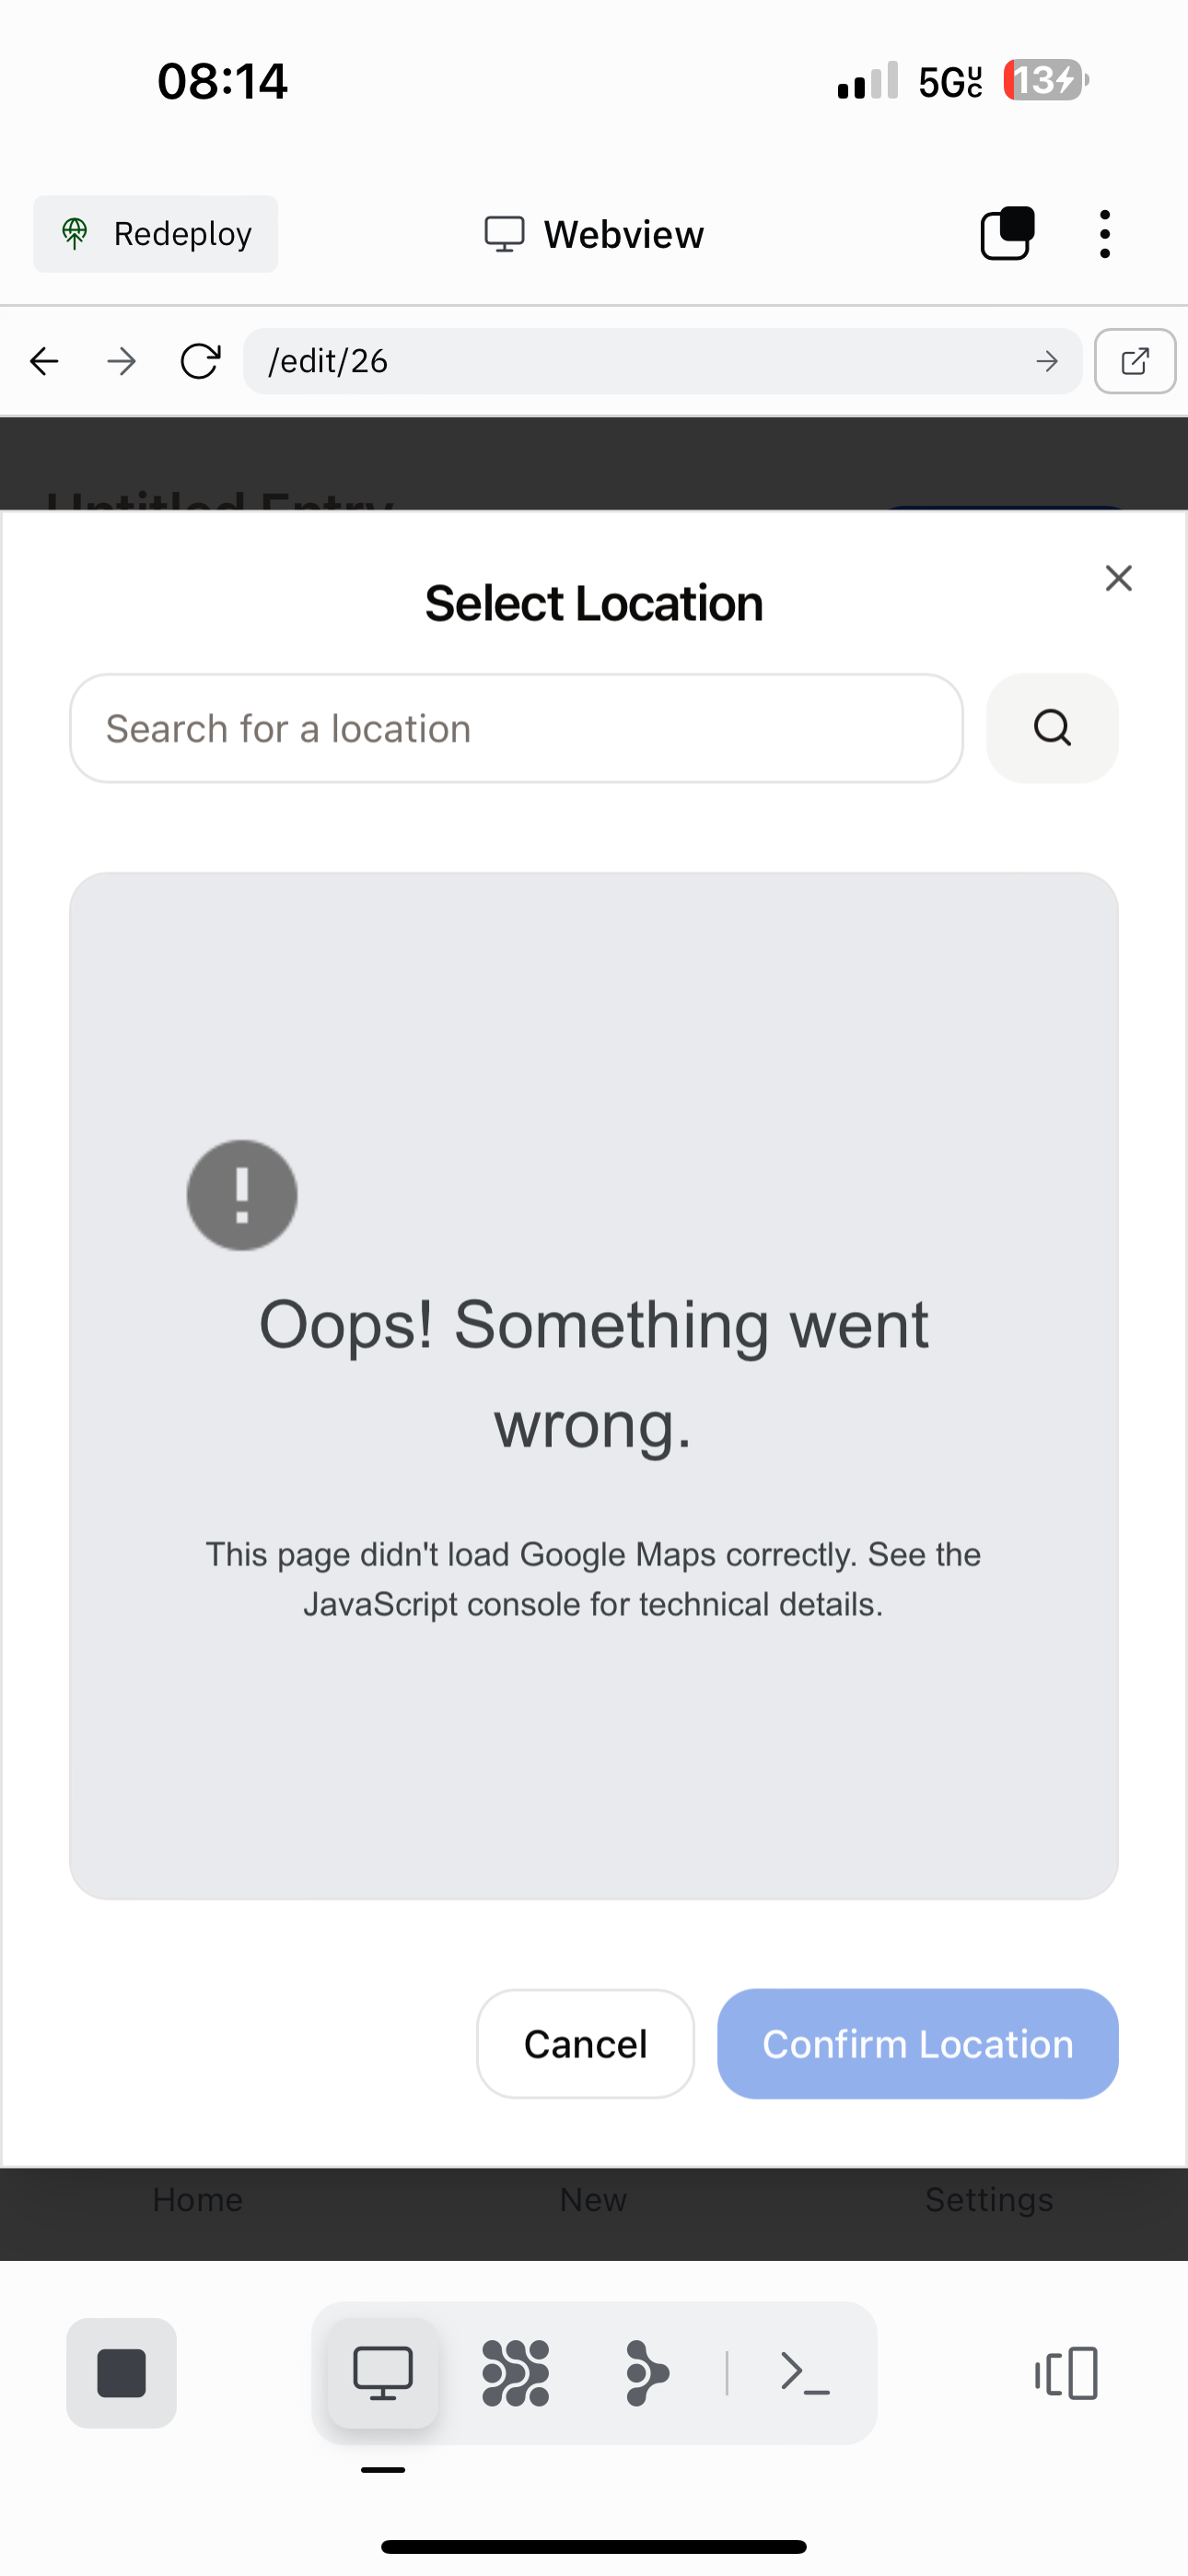 08:14
5G UC
13
Redeploy
Webview
/edit/26
Untitled Entry
Select Location
Search for a location
Oops! Something went
wrong.
This page didn't load Google Maps correctly. See the
JavaScript console for technical details.
Cancel
Confirm Location
Home
New
Settings